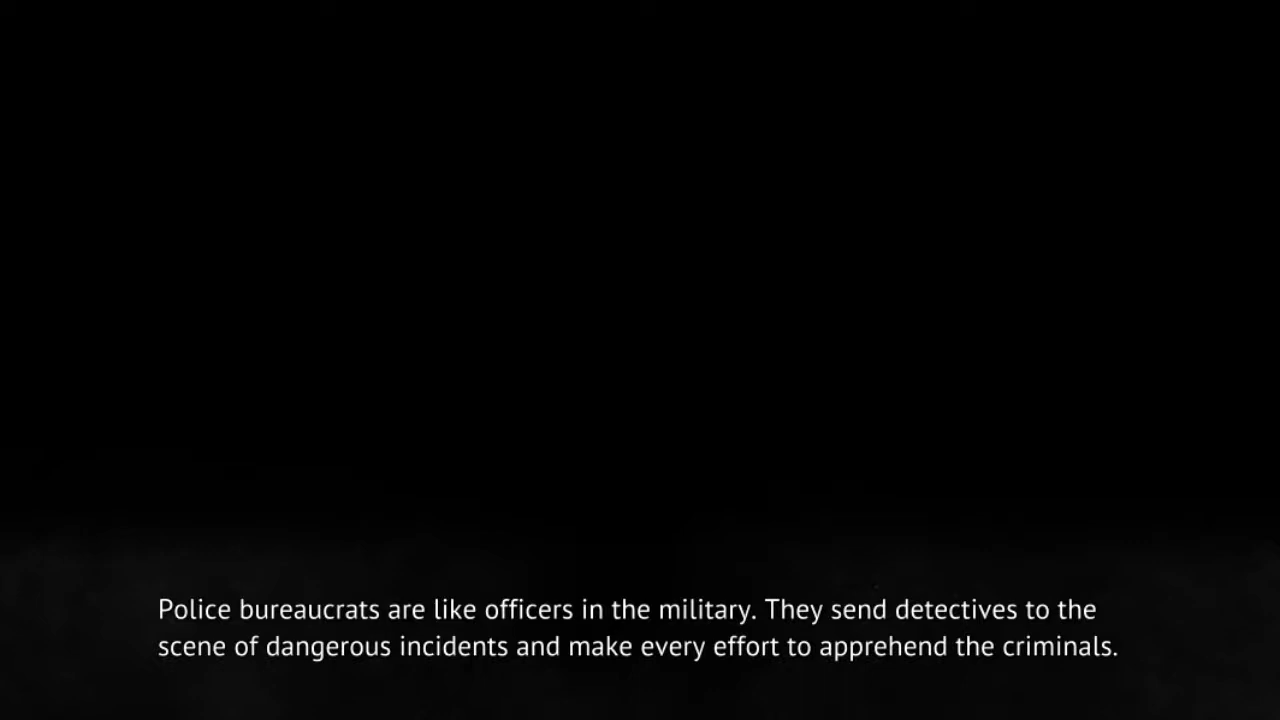 Police bureaucrats are like officers in the military. They send detectives to the
scene of dangerous incidents and make every effort to apprehend the criminals.